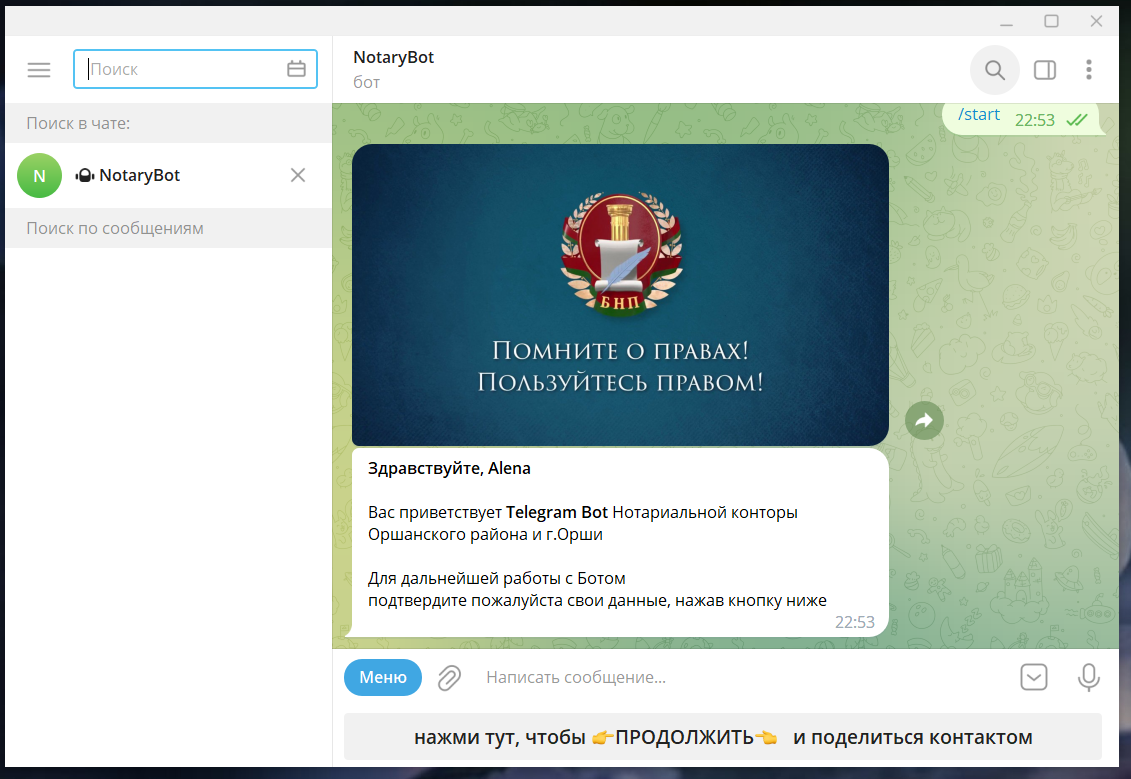 Поиск
Поиск в чате:
N
NotaryBot
Поиск по сообщениям
NotaryBot
бот
/start 22:53
БНП
Помните о правах!
Пользуйтесь правом!
Здравствуйте, Alena
Вас приветствует Telegram Bot Нотариальной конторы
Оршанского района и г.Орши
Для дальнейшей работы с Ботом
подтвердите пожалуйста свои данные, нажав кнопку ниже
22:53
Меню
Написать сообщение...
нажми тут, чтобы 👉ПРОДОЛЖИТЬ👈 и поделиться контактом